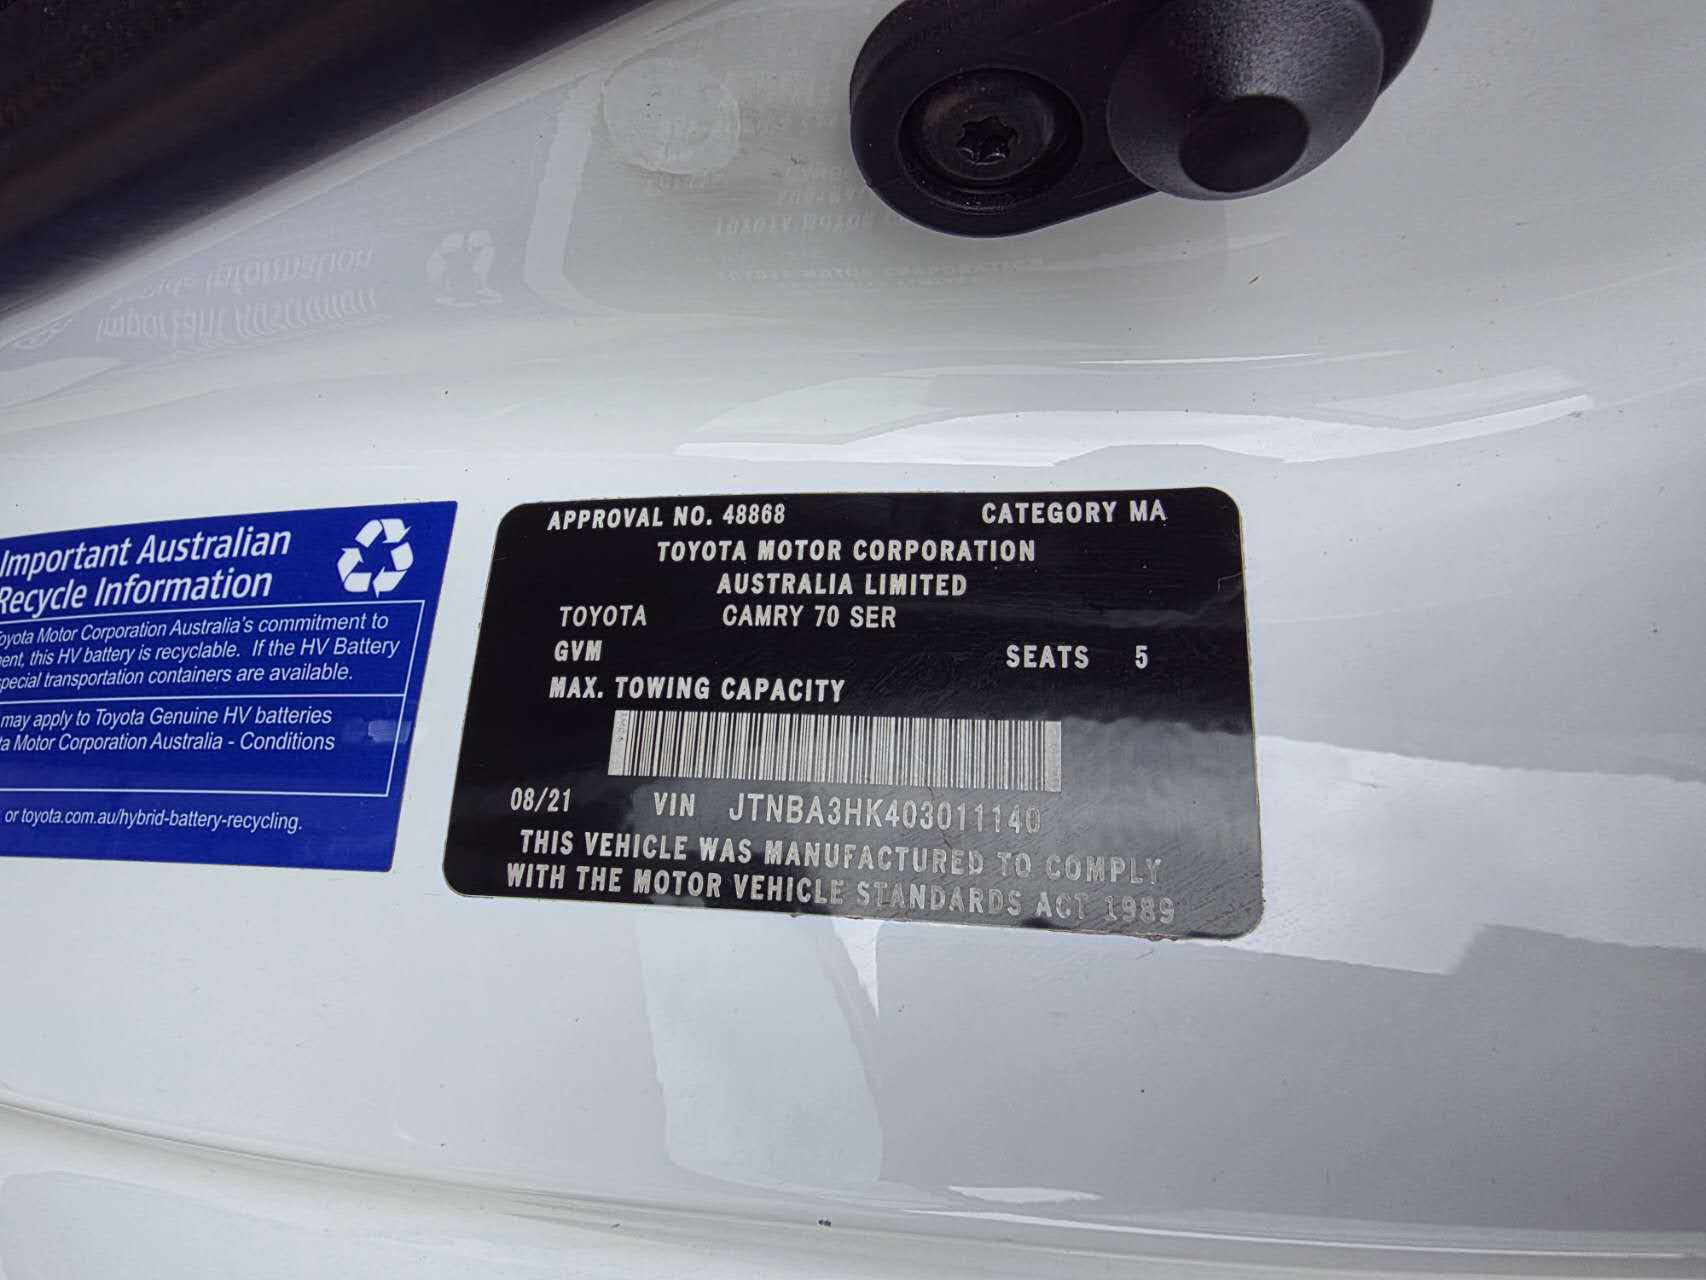 Important Australian
Recycle Information
Toyota Motor Corporation Australia's commitment to
this HV battery is recyclable. If the HV Battery
special transportation containers are available.
may apply to Toyota Genuine HV batteries
Motor Corporation Australia - Conditions
or toyota.com.au/hybrid-battery-recycling.
APPROVAL NO. 48868 CATEGORY MA
TOYOTA MOTOR CORPORATION
AUSTRALIA LIMITED
TOYOTA CAMRY 70 SER
GVM SEATS 5
MAX. TOWING CAPACITY
08/21 VIN JTNBA3HK403011140
THIS VEHICLE WAS MANUFACTURED TO COMPLY
WITH THE MOTOR VEHICLE STANDARDS ACT 1989